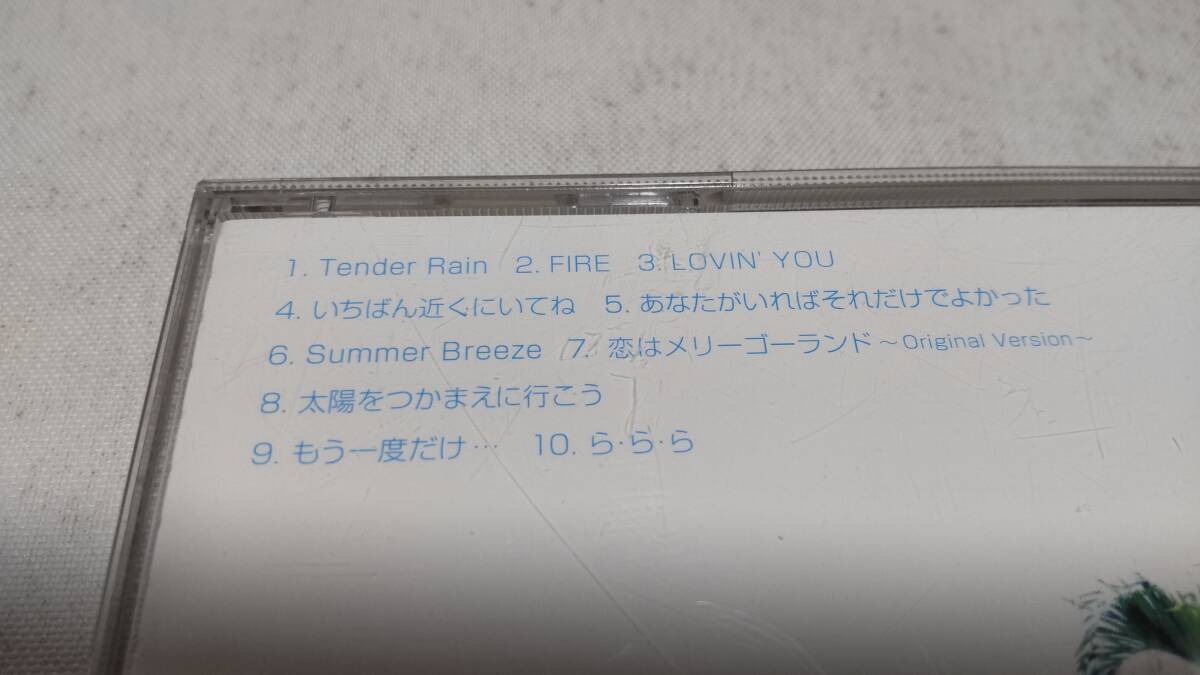 1. Tender Rain 2. FIRE 3. LOVIN' YOU
4. いちばん近くにいてね 5. あなたがいればそれだけでよかった
6. Summer Breeze 7. 恋はメリーゴーランド ～Original Version～
8. 太陽をつかまえに行こう
9. もう一度だけ… 10. ら・ら・ら